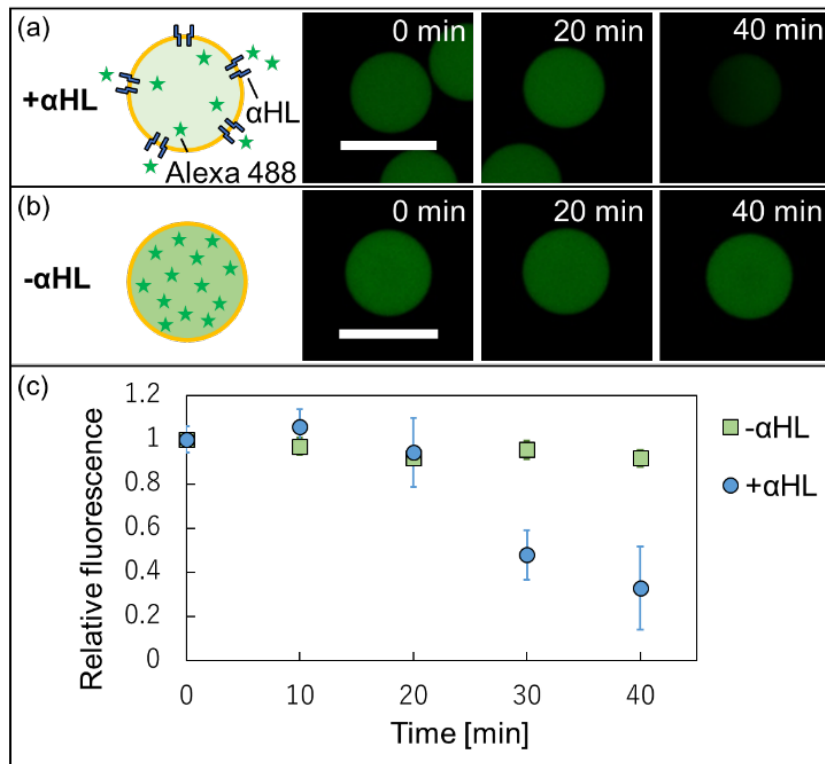 (a)
0 min
20 min
40 min
+αHL
αHL
Alexa 488
(b)
0 min
20 min
40 min
-αHL
(c)
1.2
1
0.8
0.6
0.4
0.2
0
Relative fluorescence
0 10 20 30 40
Time [min]
-αHL
+αHL